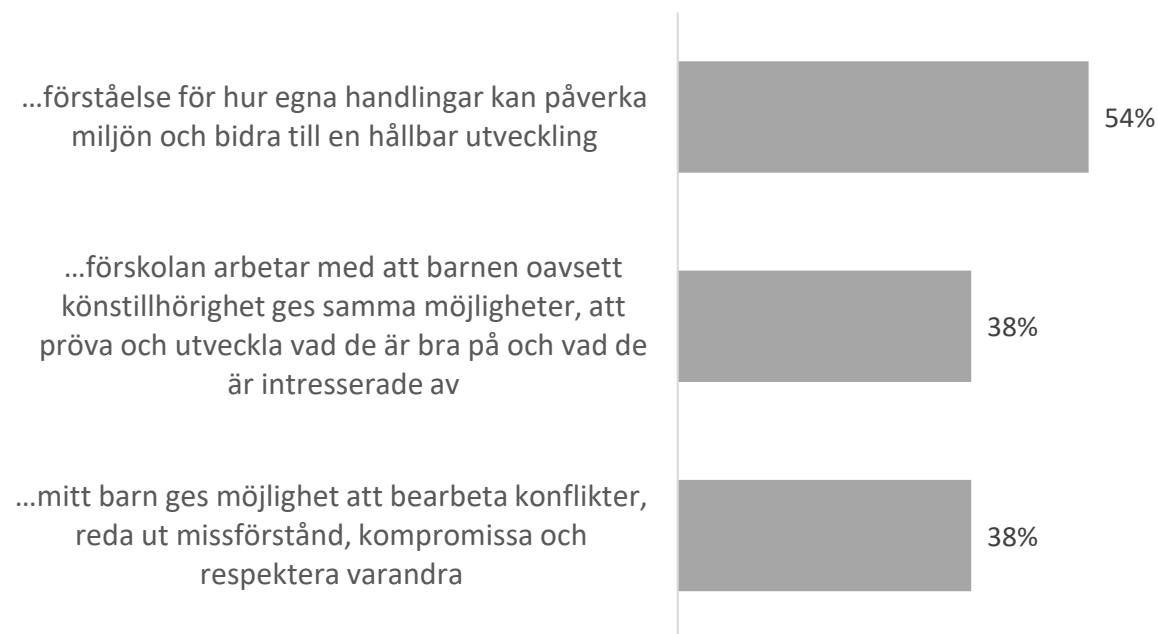 ...förståelse för hur egna handlingar kan påverka
miljön och bidra till en hållbar utveckling
54%
...förskolan arbetar med att barnen oavsett
könstillhörighet ges samma möjligheter, att
pröva och utveckla vad de är bra på och vad de
är intresserade av
38%
...mitt barn ges möjlighet att bearbeta konflikter,
reda ut missförstånd, kompromissa och
respektera varandra
38%